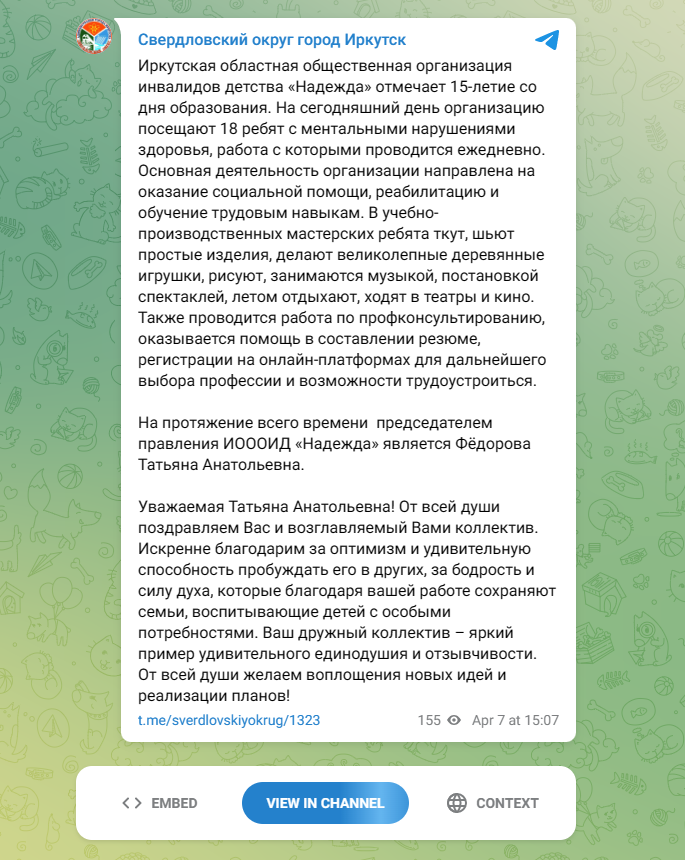 Свердловский округ город Иркутск
Иркутская областная общественная организация
инвалидов детства «Надежда» отмечает 15-летие со
дня образования. На сегодняшний день организацию
посещают 18 ребят с ментальными нарушениями
здоровья, работа с которыми проводится ежедневно.
Основная деятельность организации направлена на
оказание социальной помощи, реабилитацию и
обучение трудовым навыкам. В учебно-
производственных мастерских ребята ткут, шьют
простые изделия, делают великолепные деревянные
игрушки, рисуют, занимаются музыкой, постановкой
спектаклей, летом отдыхают, ходят в театры и кино.
Также проводится работа по профконсультированию,
оказывается помощь в составлении резюме,
регистрации на онлайн-платформах для дальнейшего
выбора профессии и возможности трудоустроиться.
На протяжение всего времени  председателем
правления ИОООИД «Надежда» является Фёдорова
Татьяна Анатольевна.
Уважаемая Татьяна Анатольевна! От всей души
поздравляем Вас и возглавляемый Вами коллектив.
Искренне благодарим за оптимизм и удивительную
способность пробуждать его в других, за бодрость и
силу духа, которые благодаря вашей работе сохраняют
семьи, воспитывающие детей с особыми
потребностями. Ваш дружный коллектив – яркий
пример удивительного единодушия и отзывчивости.
От всей души желаем воплощения новых идей и
реализации планов!
t.me/sverdlovskiyokrug/1323 155 Apr 7 at 15:07
EMBED VIEW IN CHANNEL CONTEXT